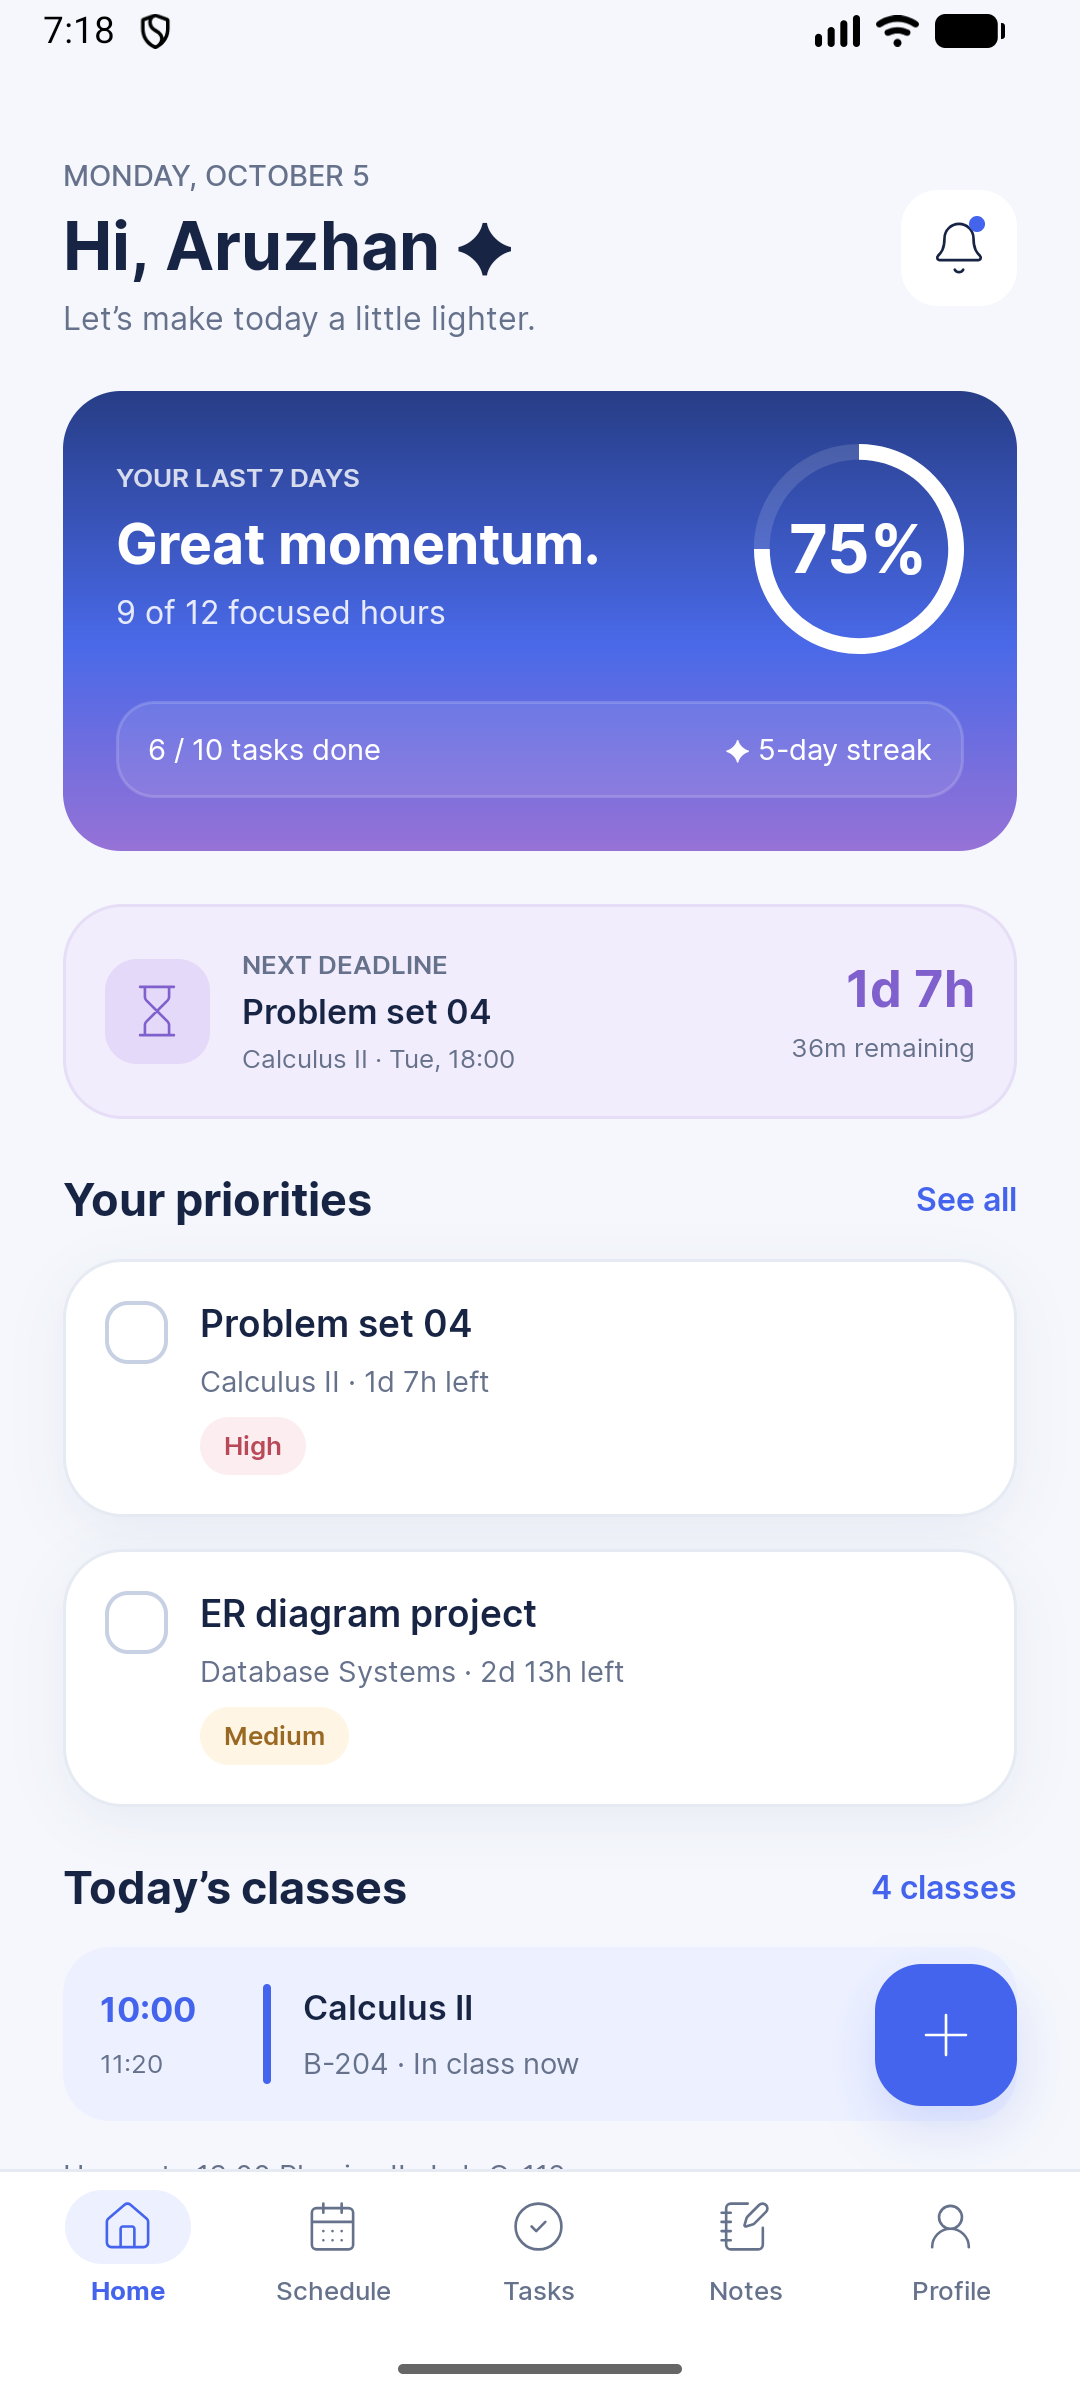 7:18
MONDAY, OCTOBER 5
Hi, Aruzhan ✦
Let’s make today a little lighter.
YOUR LAST 7 DAYS
Great momentum.
9 of 12 focused hours
75%
6 / 10 tasks done
✦ 5-day streak
NEXT DEADLINE
Problem set 04
Calculus II · Tue, 18:00
1d 7h
36m remaining
Your priorities
See all
Problem set 04
Calculus II · 1d 7h left
High
ER diagram project
Database Systems · 2d 13h left
Medium
Today’s classes
4 classes
10:00
11:20
Calculus II
B-204 · In class now
Home
Schedule
Tasks
Notes
Profile